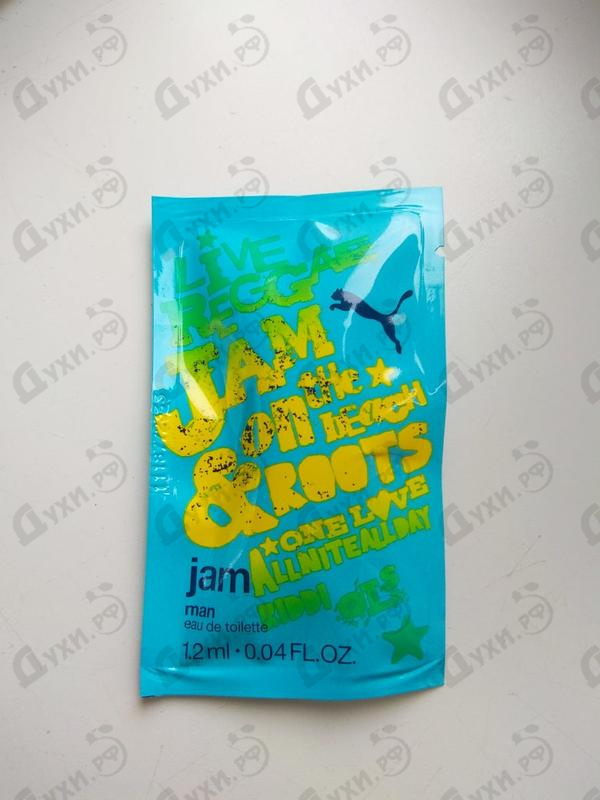 LIVE
REGGAE
JAM
on the
BEACH
& ROOTS
ONE LOVE
ALLNITEALLDAY
jam
man
eau de toilette
1.2 ml · 0.04 FL.OZ.
Духи.РФ